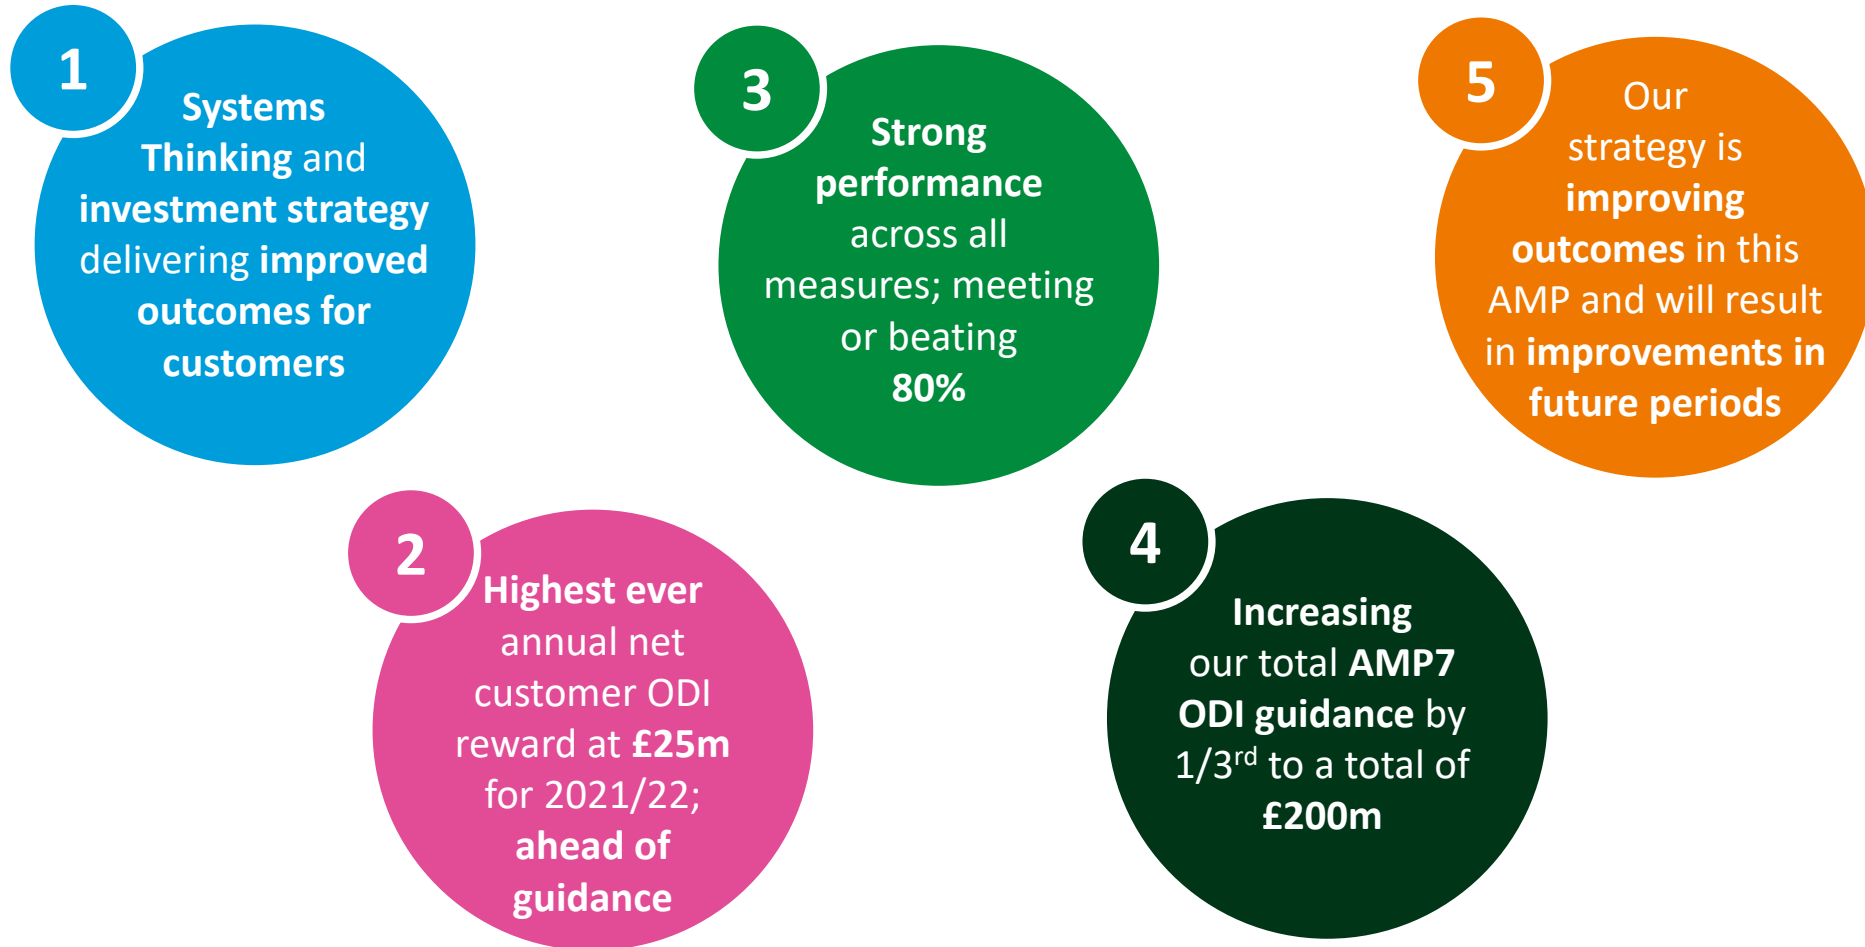 1
Systems
Thinking and
investment strategy
delivering improved
outcomes for
customers
2
Highest ever
annual net
customer ODI
reward at £25m
for 2021/22;
ahead of
guidance
3
Strong
performance
across all
measures; meeting
or beating
80%
4
Increasing
our total AMP7
ODI guidance by
1/3rd to a total of
£200m
5
Our
strategy is
improving
outcomes in this
AMP and will result
in improvements in
future periods